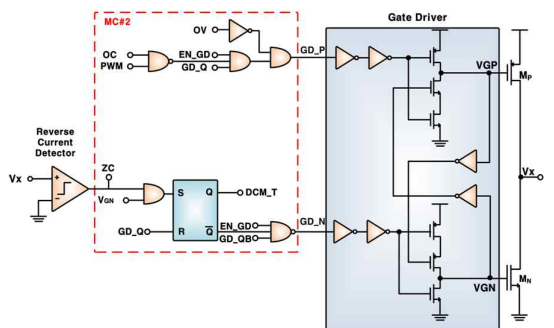 Gate Driver
MC#2
OV
OC
PWM
EN_GD
GD_Q
GD_P
VGP
MP
Reverse
Current
Detector
Vx
ZC
VGN
S
Q
DCM_T
GD_Q
R
Q
EN_GD
GD_QB
GD_N
Vx
VGN
MN